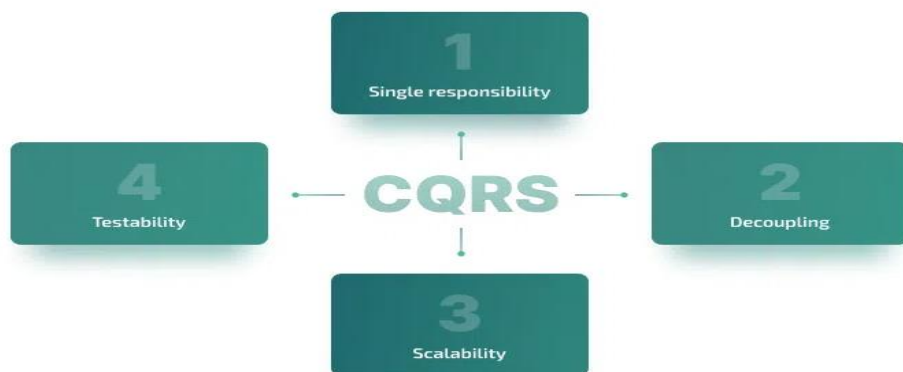 1
Single responsibility
4
Testability
CQRS
2
Decoupling
3
Scalability